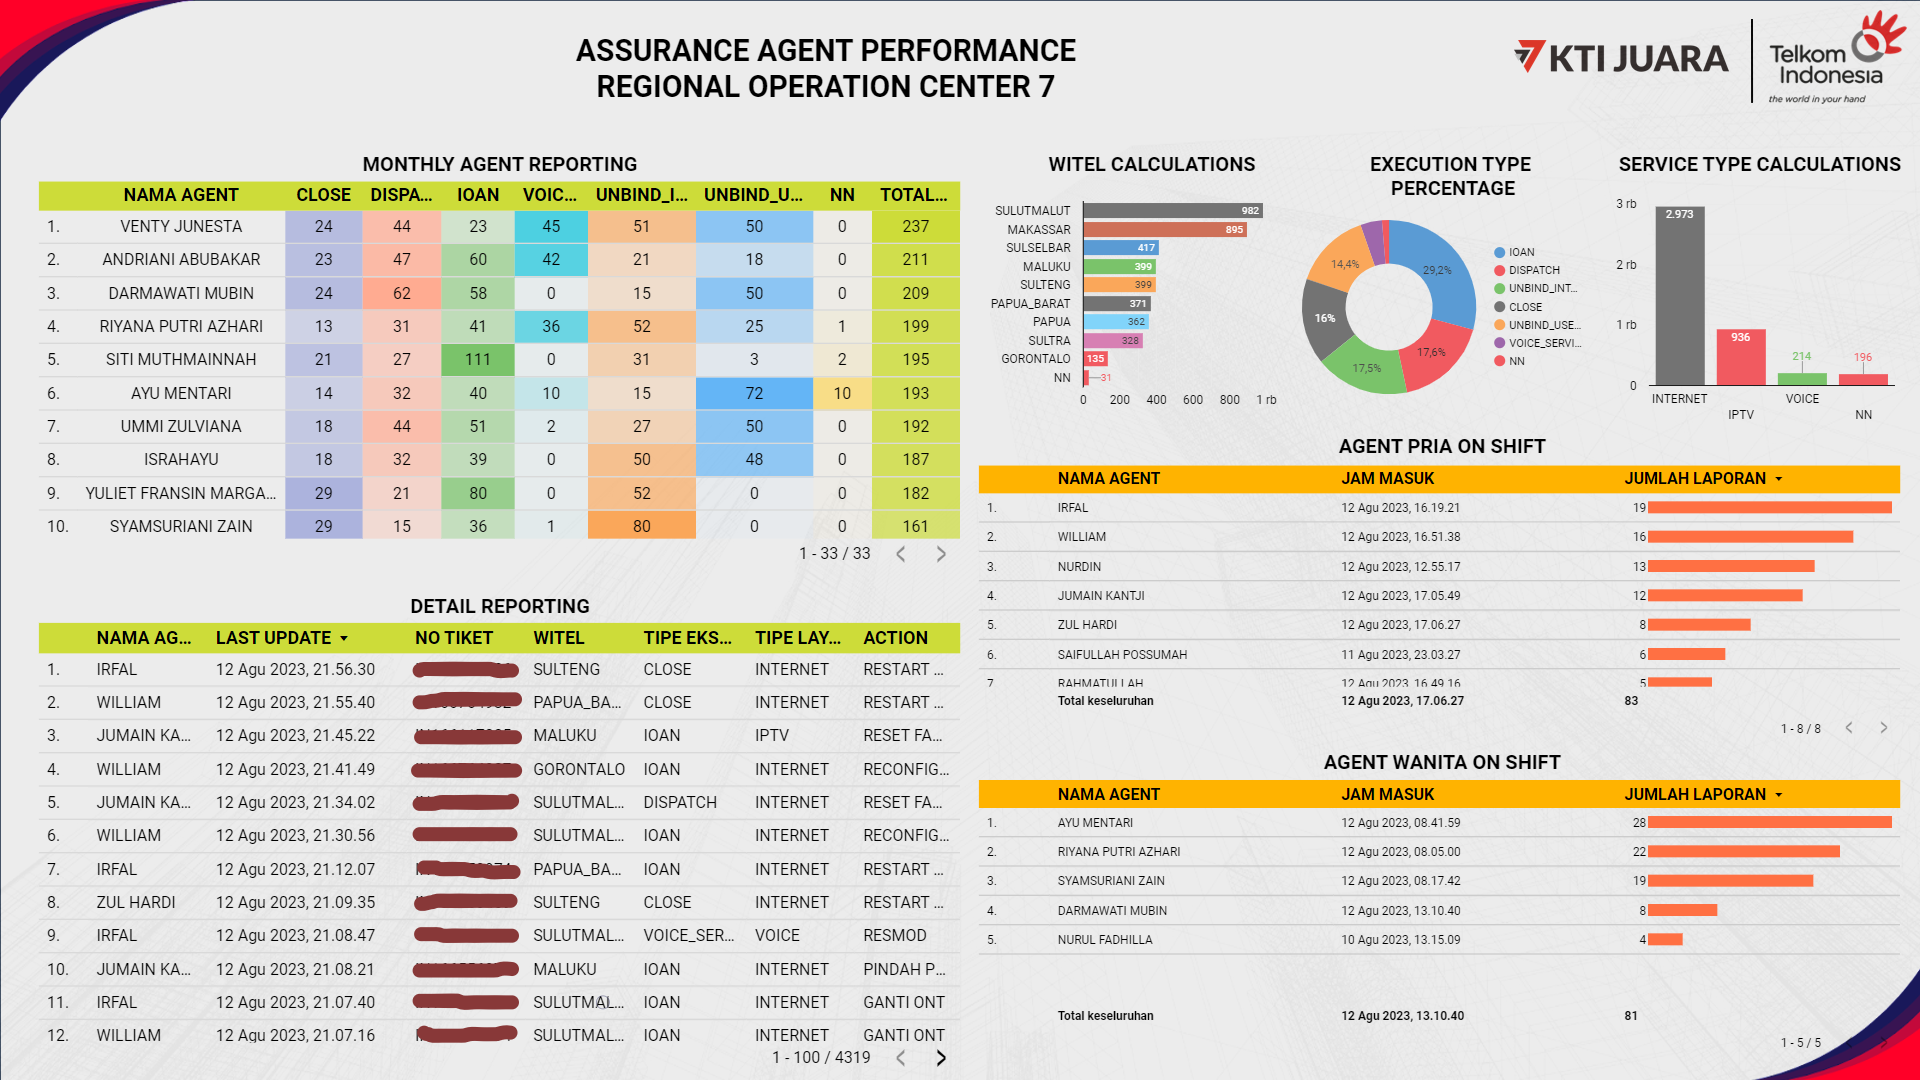 ASSURANCE AGENT PERFORMANCE
REGIONAL OPERATION CENTER 7
KTI JUARA
Telkom
Indonesia
the world in your hand
MONTHLY AGENT REPORTING
NAMA AGENT CLOSE DISPA... IOAN VOIC... UNBIND_I... UNBIND_U... NN TOTAL...
1. VENTY JUNESTA 24 44 23 45 51 50 0 237
2. ANDRIANI ABUBAKAR 23 47 60 42 21 18 0 211
3. DARMAWATI MUBIN 24 62 58 0 15 50 0 209
4. RIYANA PUTRI AZHARI 13 31 41 36 52 25 1 199
5. SITI MUTHMAINNAH 21 27 111 0 31 3 2 195
6. AYU MENTARI 14 32 40 10 15 72 10 193
7. UMMI ZULVIANA 18 44 51 2 27 50 0 192
8. ISRAHAYU 18 32 39 0 50 48 0 187
9. YULIET FRANSIN MARGA... 29 21 80 0 52 0 0 182
10. SYAMSURIANI ZAIN 29 15 36 1 80 0 0 161
1 - 33 / 33
DETAIL REPORTING
NAMA AG... LAST UPDATE NO TIKET WITEL TIPE EKS... TIPE LAY... ACTION
1. IRFAL 12 Agu 2023, 21.56.30 SULTENG CLOSE INTERNET RESTART ...
2. WILLIAM 12 Agu 2023, 21.55.40 PAPUA_BA... CLOSE INTERNET RESTART ...
3. JUMAIN KA... 12 Agu 2023, 21.45.22 MALUKU IOAN IPTV RESET FA...
4. WILLIAM 12 Agu 2023, 21.41.49 GORONTALO IOAN INTERNET RECONFIG...
5. JUMAIN KA... 12 Agu 2023, 21.34.02 SULUTMAL... DISPATCH INTERNET RESET FA...
6. WILLIAM 12 Agu 2023, 21.30.56 SULUTMAL... IOAN INTERNET RECONFIG...
7. IRFAL 12 Agu 2023, 21.12.07 PAPUA_BA... IOAN INTERNET RESTART ...
8. ZUL HARDI 12 Agu 2023, 21.09.35 SULTENG CLOSE INTERNET RESTART ...
9. IRFAL 12 Agu 2023, 21.08.47 SULUTMAL... VOICE_SER... VOICE RESMOD
10. JUMAIN KA... 12 Agu 2023, 21.08.21 MALUKU IOAN INTERNET PINDAH P...
11. IRFAL 12 Agu 2023, 21.07.40 SULUTMAL... IOAN INTERNET GANTI ONT
12. WILLIAM 12 Agu 2023, 21.07.16 SULUTMAL... IOAN INTERNET GANTI ONT
1 - 100 / 4319
WITEL CALCULATIONS
SULUTMALUT 982
MAKASSAR 895
SULSELBAR 417
MALUKU 399
SULTENG 399
PAPUA_BARAT 371
PAPUA 362
SULTRA 328
GORONTALO 135
NN 31
0 200 400 600 800 1 rb
EXECUTION TYPE
PERCENTAGE
29,2%
17,6%
17,5%
16%
14,4%
IOAN
DISPATCH
UNBIND_INT...
CLOSE
UNBIND_USE...
VOICE_SERVI...
NN
SERVICE TYPE CALCULATIONS
3 rb
2 rb
1 rb
0
2.973
936
214
196
INTERNET
IPTV
VOICE
NN
AGENT PRIA ON SHIFT
NAMA AGENT JAM MASUK JUMLAH LAPORAN
1. IRFAL 12 Agu 2023, 16.19.21 19
2. WILLIAM 12 Agu 2023, 16.51.38 16
3. NURDIN 12 Agu 2023, 12.55.17 13
4. JUMAIN KANTJI 12 Agu 2023, 17.05.49 12
5. ZUL HARDI 12 Agu 2023, 17.06.27 8
6. SAIFULLAH POSSUMAH 11 Agu 2023, 23.03.27 6
7. RAHMATULLAH 12 Agu 2023, 16.49.16 5
Total keseluruhan 12 Agu 2023, 17.06.27 83
1 - 8 / 8
AGENT WANITA ON SHIFT
NAMA AGENT JAM MASUK JUMLAH LAPORAN
1. AYU MENTARI 12 Agu 2023, 08.41.59 28
2. RIYANA PUTRI AZHARI 12 Agu 2023, 08.05.00 22
3. SYAMSURIANI ZAIN 12 Agu 2023, 08.17.42 19
4. DARMAWATI MUBIN 12 Agu 2023, 13.10.40 8
5. NURUL FADHILLA 10 Agu 2023, 13.15.09 4
Total keseluruhan 12 Agu 2023, 13.10.40 81
1 - 5 / 5